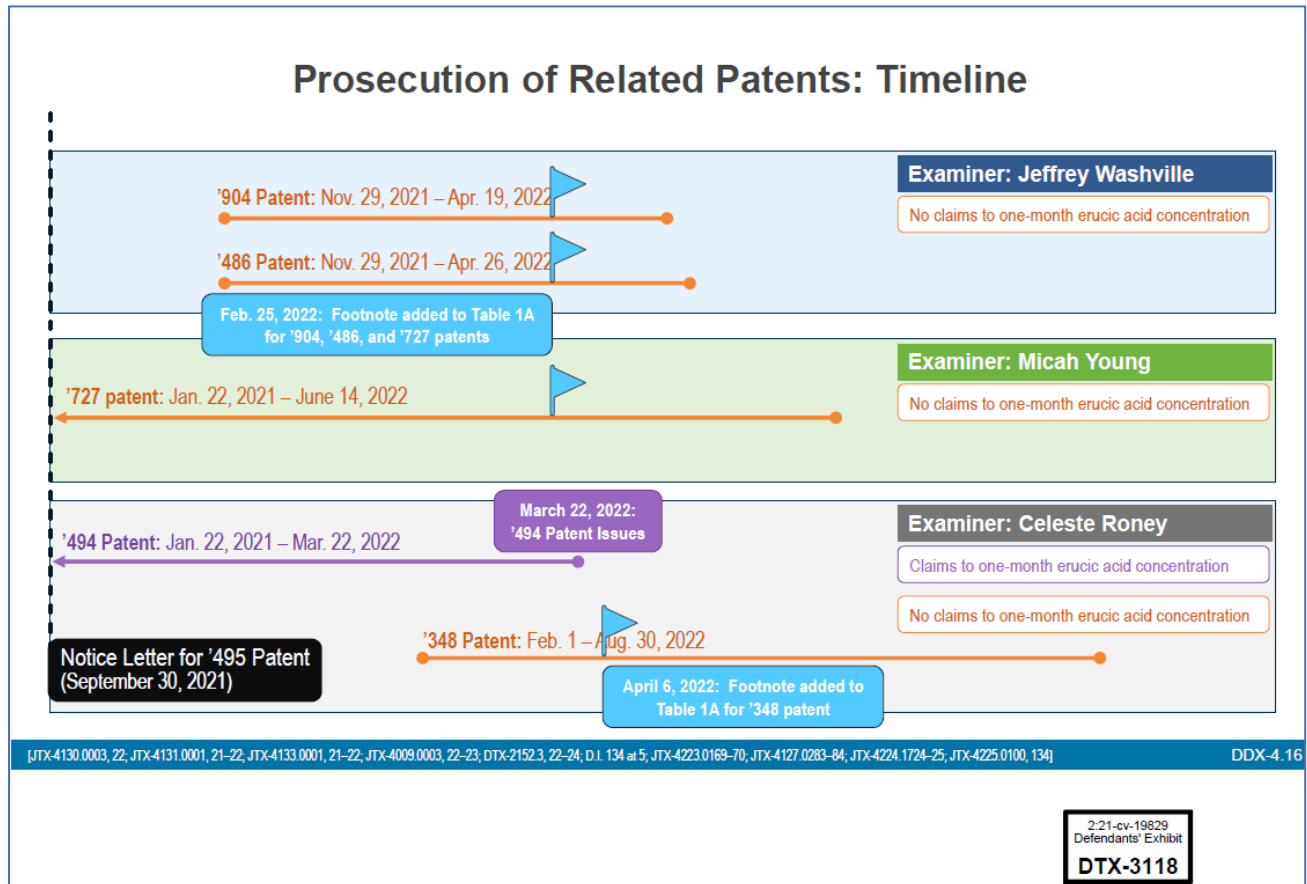 Prosecution of Related Patents: Timeline
’904 Patent: Nov. 29, 2021 – Apr. 19, 2022
’486 Patent: Nov. 29, 2021 – Apr. 26, 2022
Feb. 25, 2022: Footnote added to Table 1A
for ’904, ’486, and ’727 patents
Examiner: Jeffrey Washville
No claims to one-month erucic acid concentration
’727 patent: Jan. 22, 2021 – June 14, 2022
Examiner: Micah Young
No claims to one-month erucic acid concentration
March 22, 2022:
’494 Patent Issues
’494 Patent: Jan. 22, 2021 – Mar. 22, 2022
Examiner: Celeste Roney
Claims to one-month erucic acid concentration
No claims to one-month erucic acid concentration
’348 Patent: Feb. 1 – Aug. 30, 2022
Notice Letter for ’495 Patent
(September 30, 2021)
April 6, 2022: Footnote added to
Table 1A for ’348 patent
[JTX-4130.0003, 22; JTX-4131.0001, 21–22; JTX-4133.0001, 21–22; JTX-4009.0003, 22–23; DTX-2152.3, 22–24; D.I. 134 at 5; JTX-4223.0169–70; JTX-4127.0283–84; JTX-4224.1724–25; JTX-4225.0100, 134]
DDX-4.16
2:21-cv-19829
Defendants' Exhibit
DTX-3118